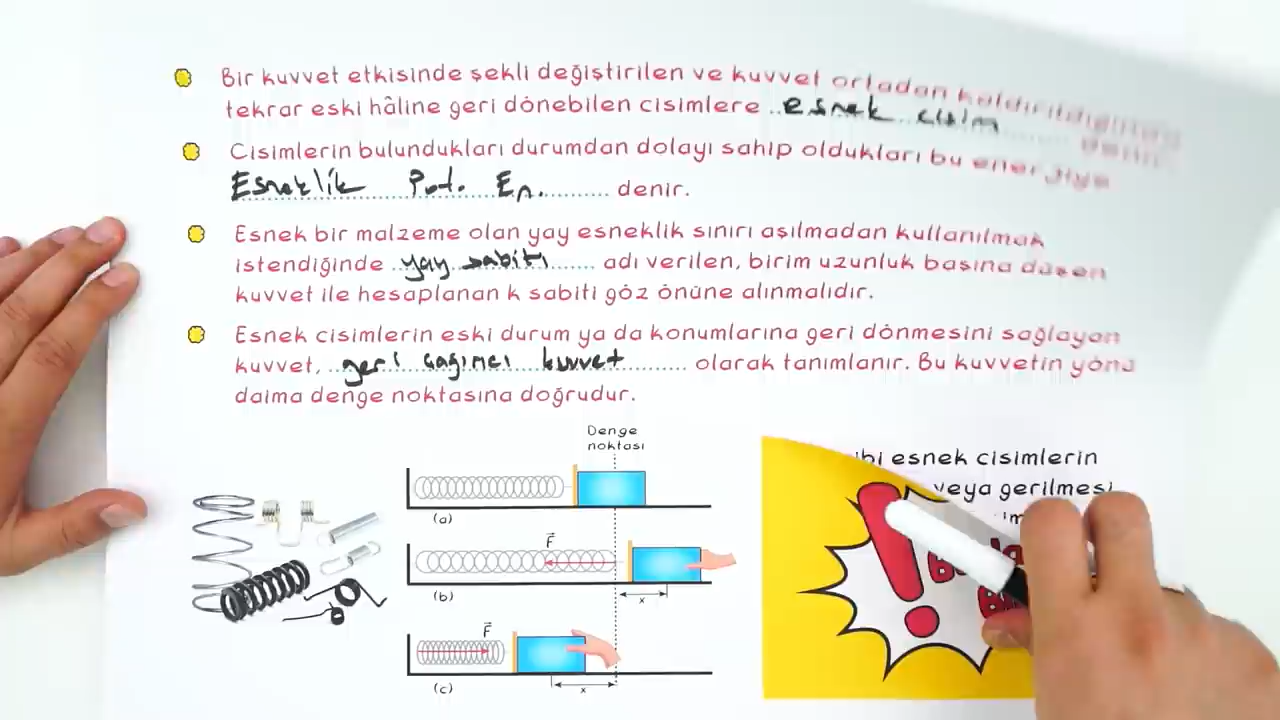 Bir kuvvet etkisinde şekli değiştirilen ve kuvvet ortadan kaldırıldığında
tekrar eski hâline geri dönebilen cisimlere esnek cisim denir.
Cisimlerin bulundukları durumdan dolayı sahip oldukları bu enerjiye
Esneklik Pot. En. denir.
Esnek bir malzeme olan yay esneklik sınırı aşılmadan kullanılmak
istendiğinde yay sabiti adı verilen, birim uzunluk başına düşen
kuvvet ile hesaplanan k sabiti göz önüne alınmalıdır.
Esnek cisimlerin eski durum ya da konumlarına geri dönmesini sağlayan
kuvvet, geri çağırıcı kuvvet olarak tanımlanır. Bu kuvvetin yönü
daima denge noktasına doğrudur.
Denge
noktası
(a)
F
x
(b)
F
x
(c)
esnek cisimlerin
veya gerilmesi